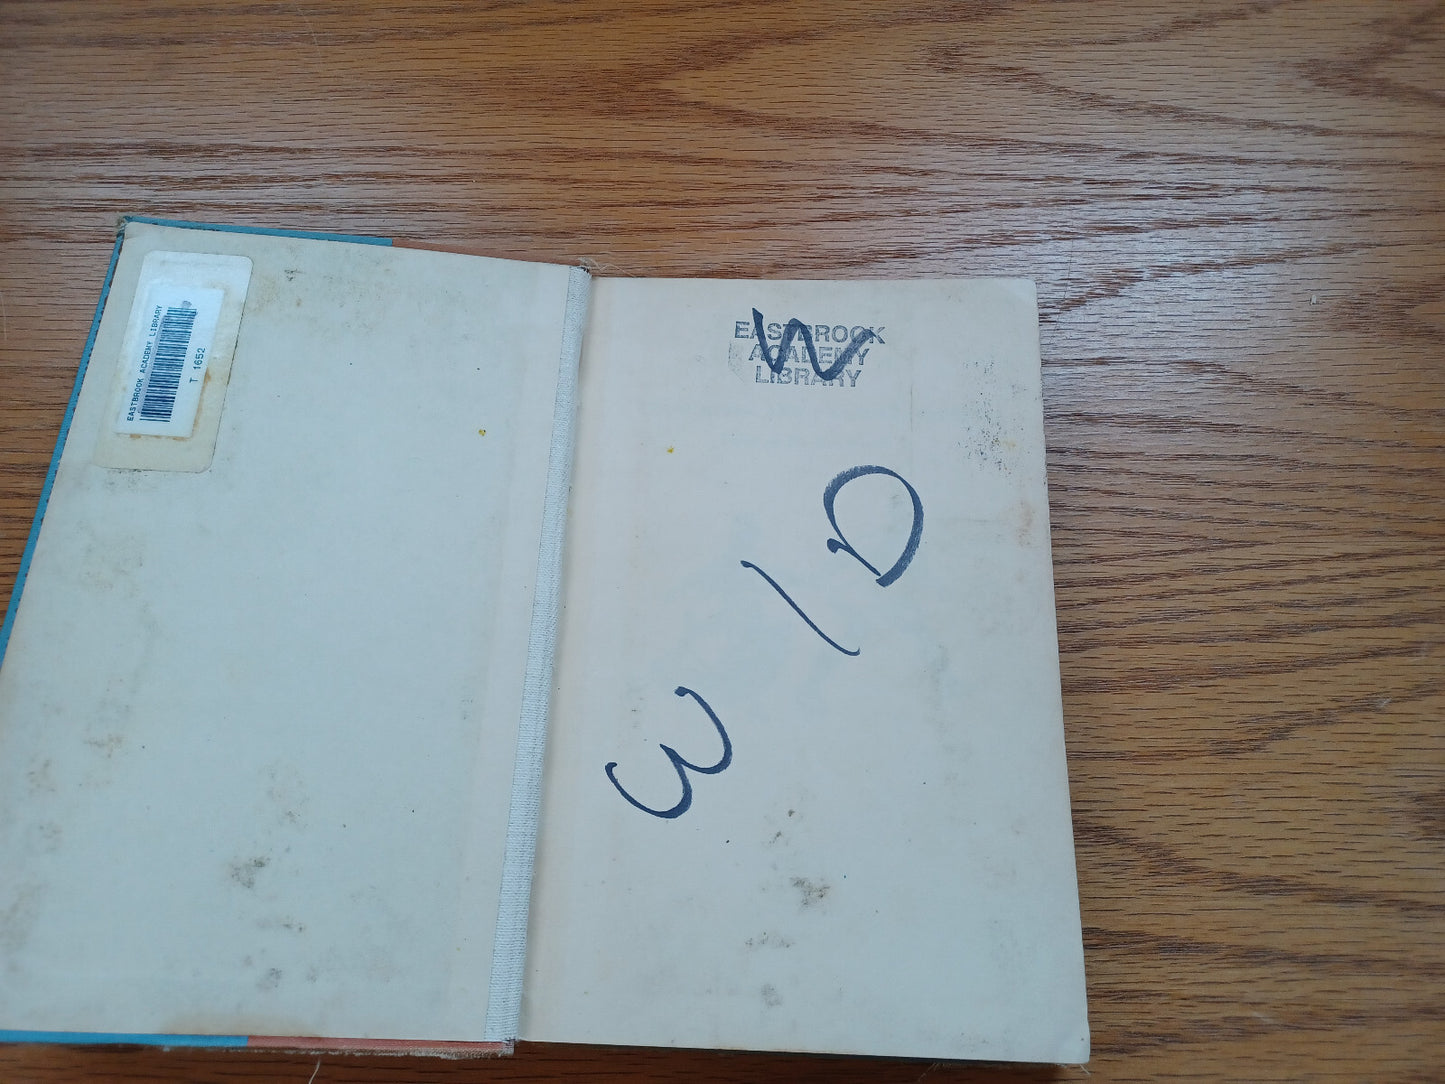 EASTBROOK ACADEMY LIBRARY
T 1652
EASTBROOK
ACADEMY
LIBRARY
W I D